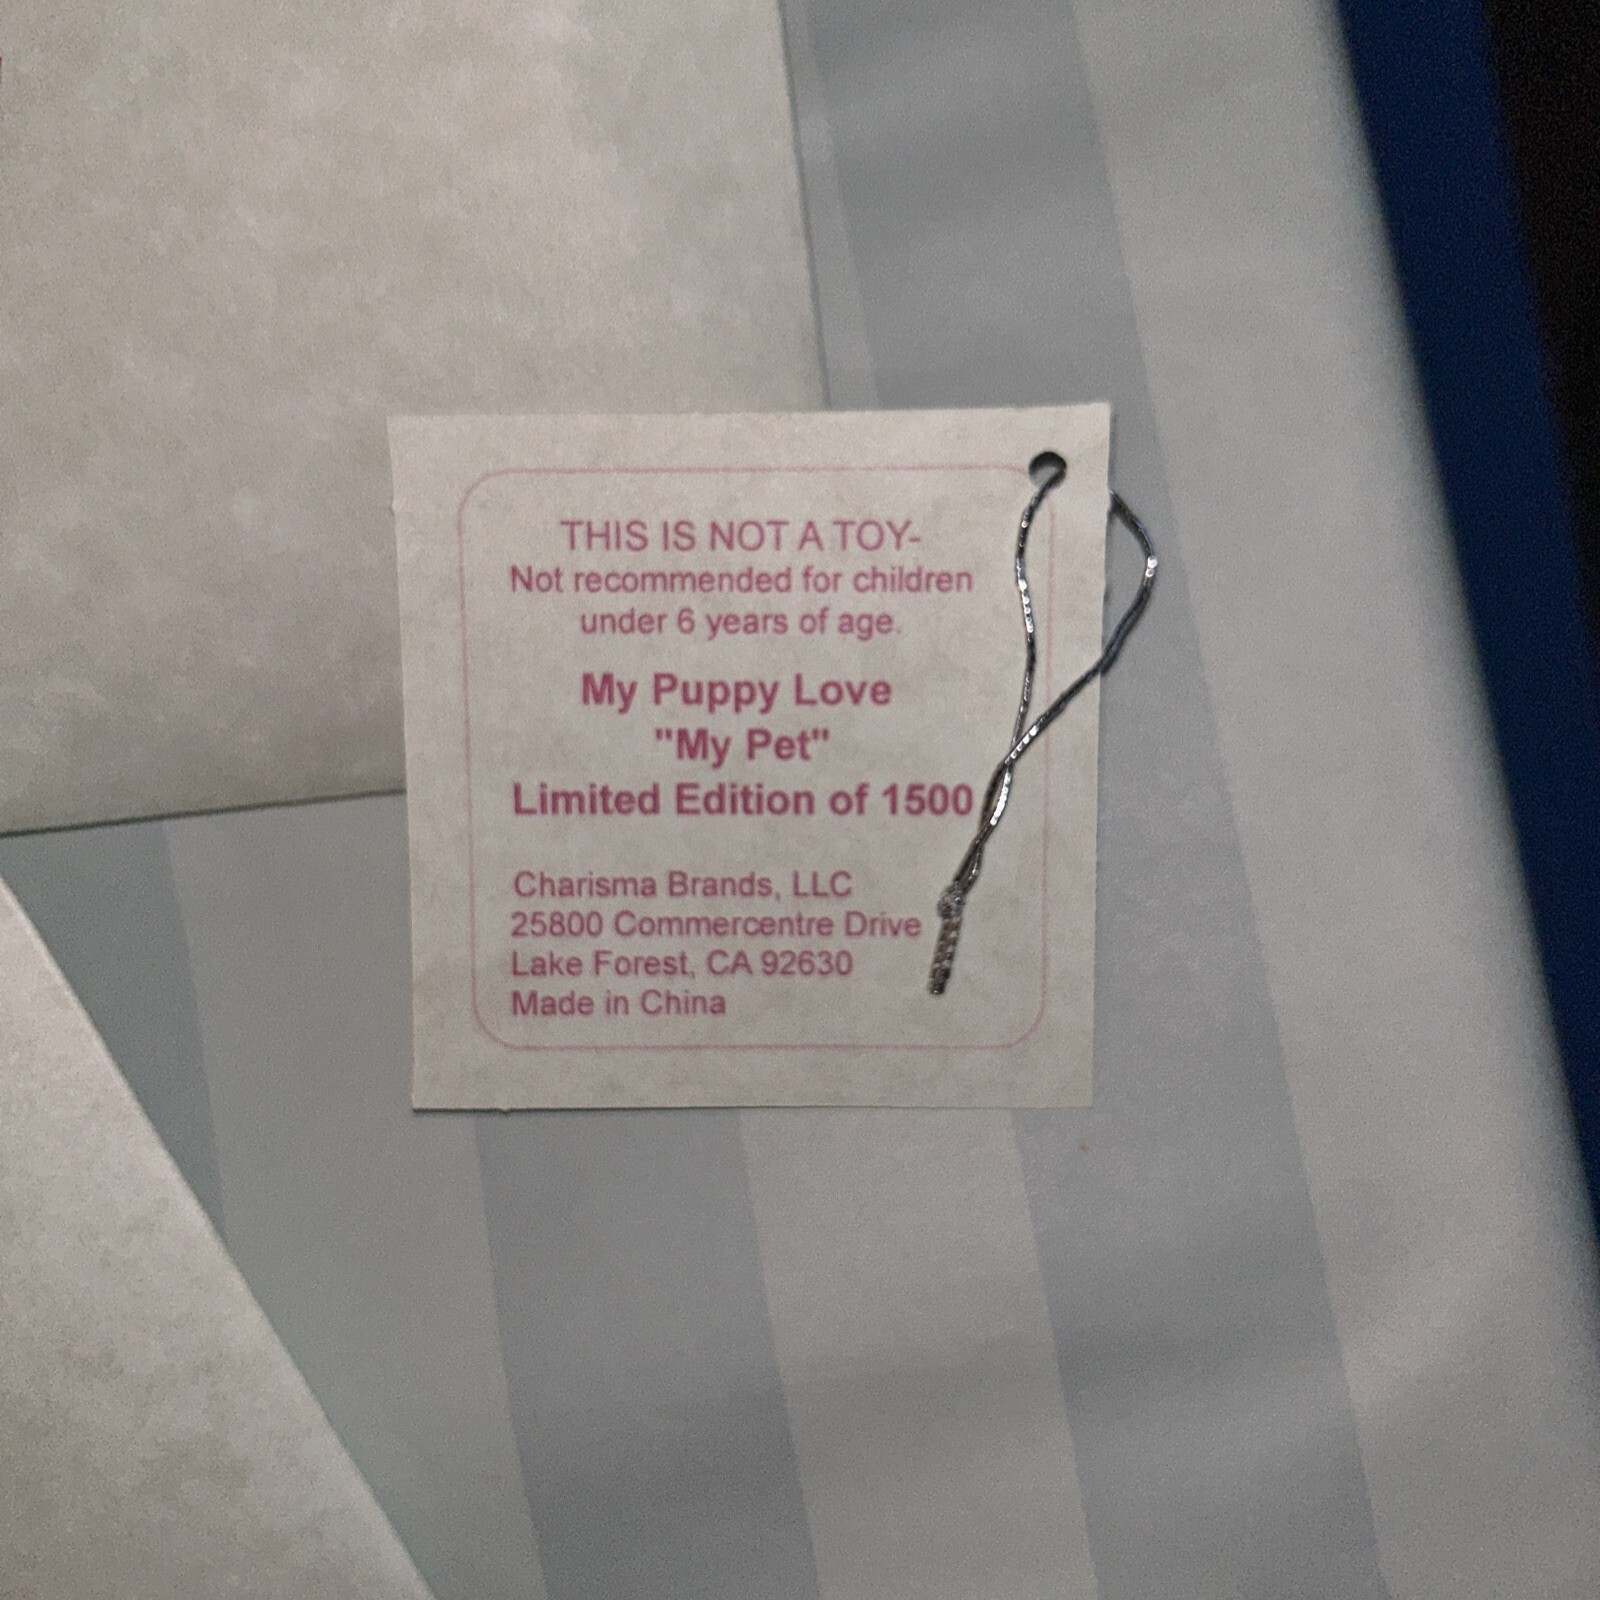 THIS IS NOT A TOY-
Not recommended for children
under 6 years of age.
My Puppy Love
"My Pet"
Limited Edition of 1500
Charisma Brands, LLC
25800 Commercentre Drive
Lake Forest, CA 92630
Made in China